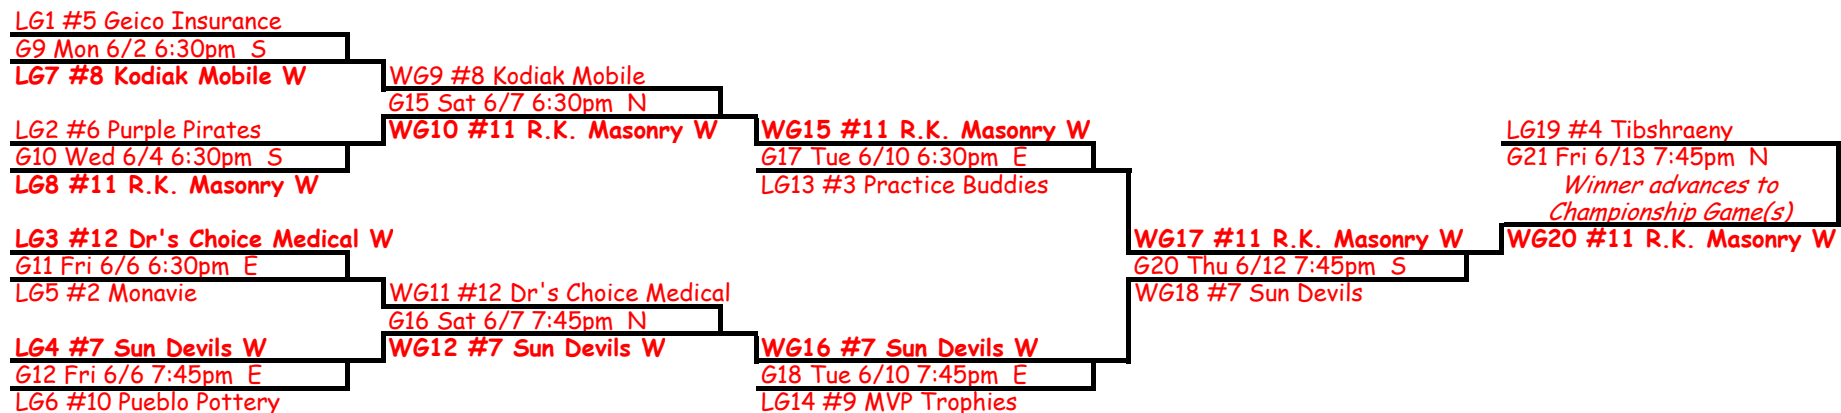 LG1 #5 Geico Insurance
G9 Mon 6/2 6:30pm S
LG7 #8 Kodiak Mobile W
LG2 #6 Purple Pirates
G10 Wed 6/4 6:30pm S
LG8 #11 R.K. Masonry W
LG3 #12 Dr's Choice Medical W
G11 Fri 6/6 6:30pm E
LG5 #2 Monavie
LG4 #7 Sun Devils W
G12 Fri 6/6 7:45pm E
LG6 #10 Pueblo Pottery
WG9 #8 Kodiak Mobile
G15 Sat 6/7 6:30pm N
WG10 #11 R.K. Masonry W
WG11 #12 Dr's Choice Medical
G16 Sat 6/7 7:45pm N
WG12 #7 Sun Devils W
WG15 #11 R.K. Masonry W
G17 Tue 6/10 6:30pm E
LG13 #3 Practice Buddies
WG16 #7 Sun Devils W
G18 Tue 6/10 7:45pm E
LG14 #9 MVP Trophies
WG17 #11 R.K. Masonry W
G20 Thu 6/12 7:45pm S
WG18 #7 Sun Devils
LG19 #4 Tibshraeny
G21 Fri 6/13 7:45pm N
Winner advances to
Championship Game(s)
WG20 #11 R.K. Masonry W